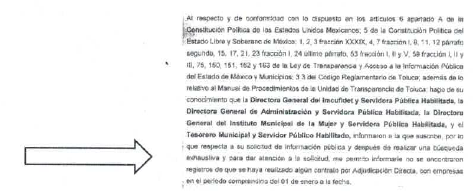 Al respecto y de conformidad con lo dispuesto en los artículos 6 apartado A de la
Constitución Política de los Estados Unidos Mexicanos; 5 de la Constitución Política del
Estado Libre y Soberano de México; 1, 2, 3 fracción XXXIX, 4, 7 fracción I, 8, 11, 12 párrafo
segundo, 15, 17, 21, 23 fracción I, 24 último párrafo, 53 fracción I, II y V, 59 fracción I, II y
III, 75, 150, 151, 152 y 163 de la Ley de Transparencia y Acceso a la Información Pública
del Estado de México y Municipios; 3.3 del Código Reglamentario de Toluca; además de lo
relativo al Manual de Procedimientos de la Unidad de Transparencia de Toluca; hago de su
conocimiento que la Directora General del Imcufidet y Servidora Pública Habilitada, la
Directora General de Administración y Servidora Pública Habilitada, la Directora
General del Instituto Municipal de la Mujer y Servidora Pública Habilitada, y el
Tesorero Municipal y Servidor Público Habilitado, informaron a la que suscribe, por lo
que respecta a su solicitud de información pública y después de realizar una búsqueda
exhaustiva y para dar atención a la solicitud, me permito informarle no se encontraron
registros de que se haya realizado algún contrato por Adjudicación Directa, con empresas
en el periodo comprendido del 01 de enero a la fecha.